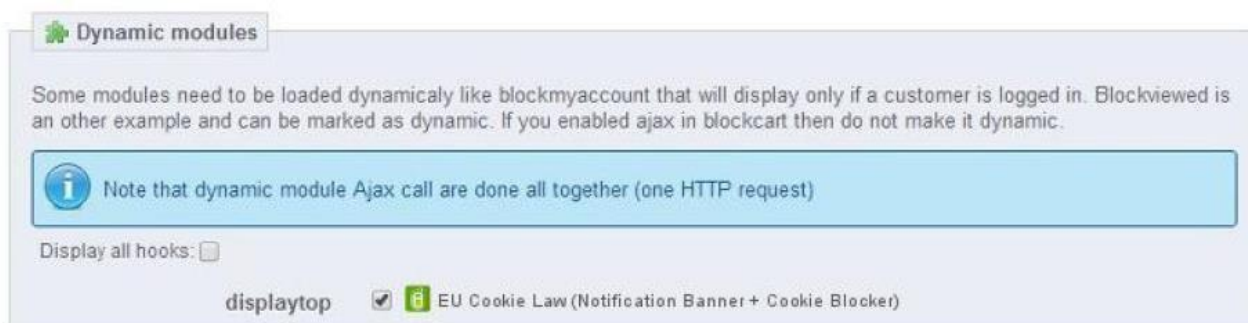 Dynamic modules
Some modules need to be loaded dynamicaly like blockmyaccount that will display only if a customer is logged in. Blockviewed is
an other example and can be marked as dynamic. If you enabled ajax in blockcart then do not make it dynamic.
Note that dynamic module Ajax call are done all together (one HTTP request)
Display all hooks:
displaytop EU Cookie Law (Notification Banner + Cookie Blocker)